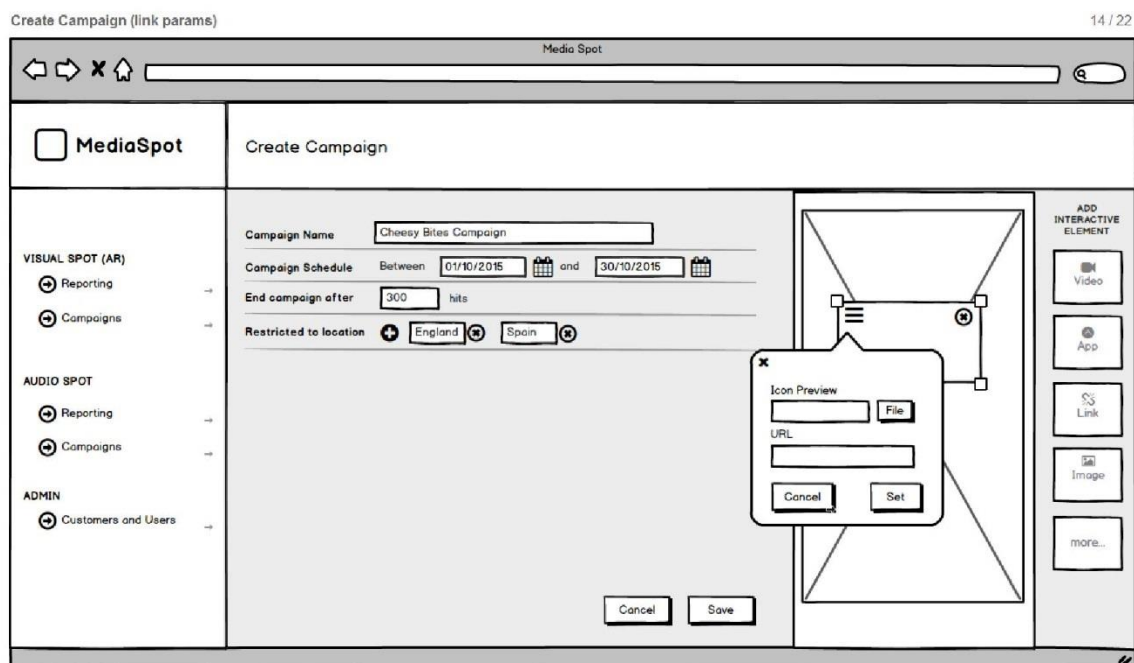 Create Campaign (link params)
14 / 22
Media Spot
MediaSpot
Create Campaign
VISUAL SPOT (AR)
Reporting
Campaigns
AUDIO SPOT
Reporting
Campaigns
ADMIN
Customers and Users
Campaign Name Cheesy Bites Campaign
Campaign Schedule Between 01/10/2015 and 30/10/2015
End campaign after 300 hits
Restricted to location England Spain
Icon Preview
File
URL
Cancel Set
Cancel Save
ADD
INTERACTIVE
ELEMENT
Video
App
Link
Image
more...